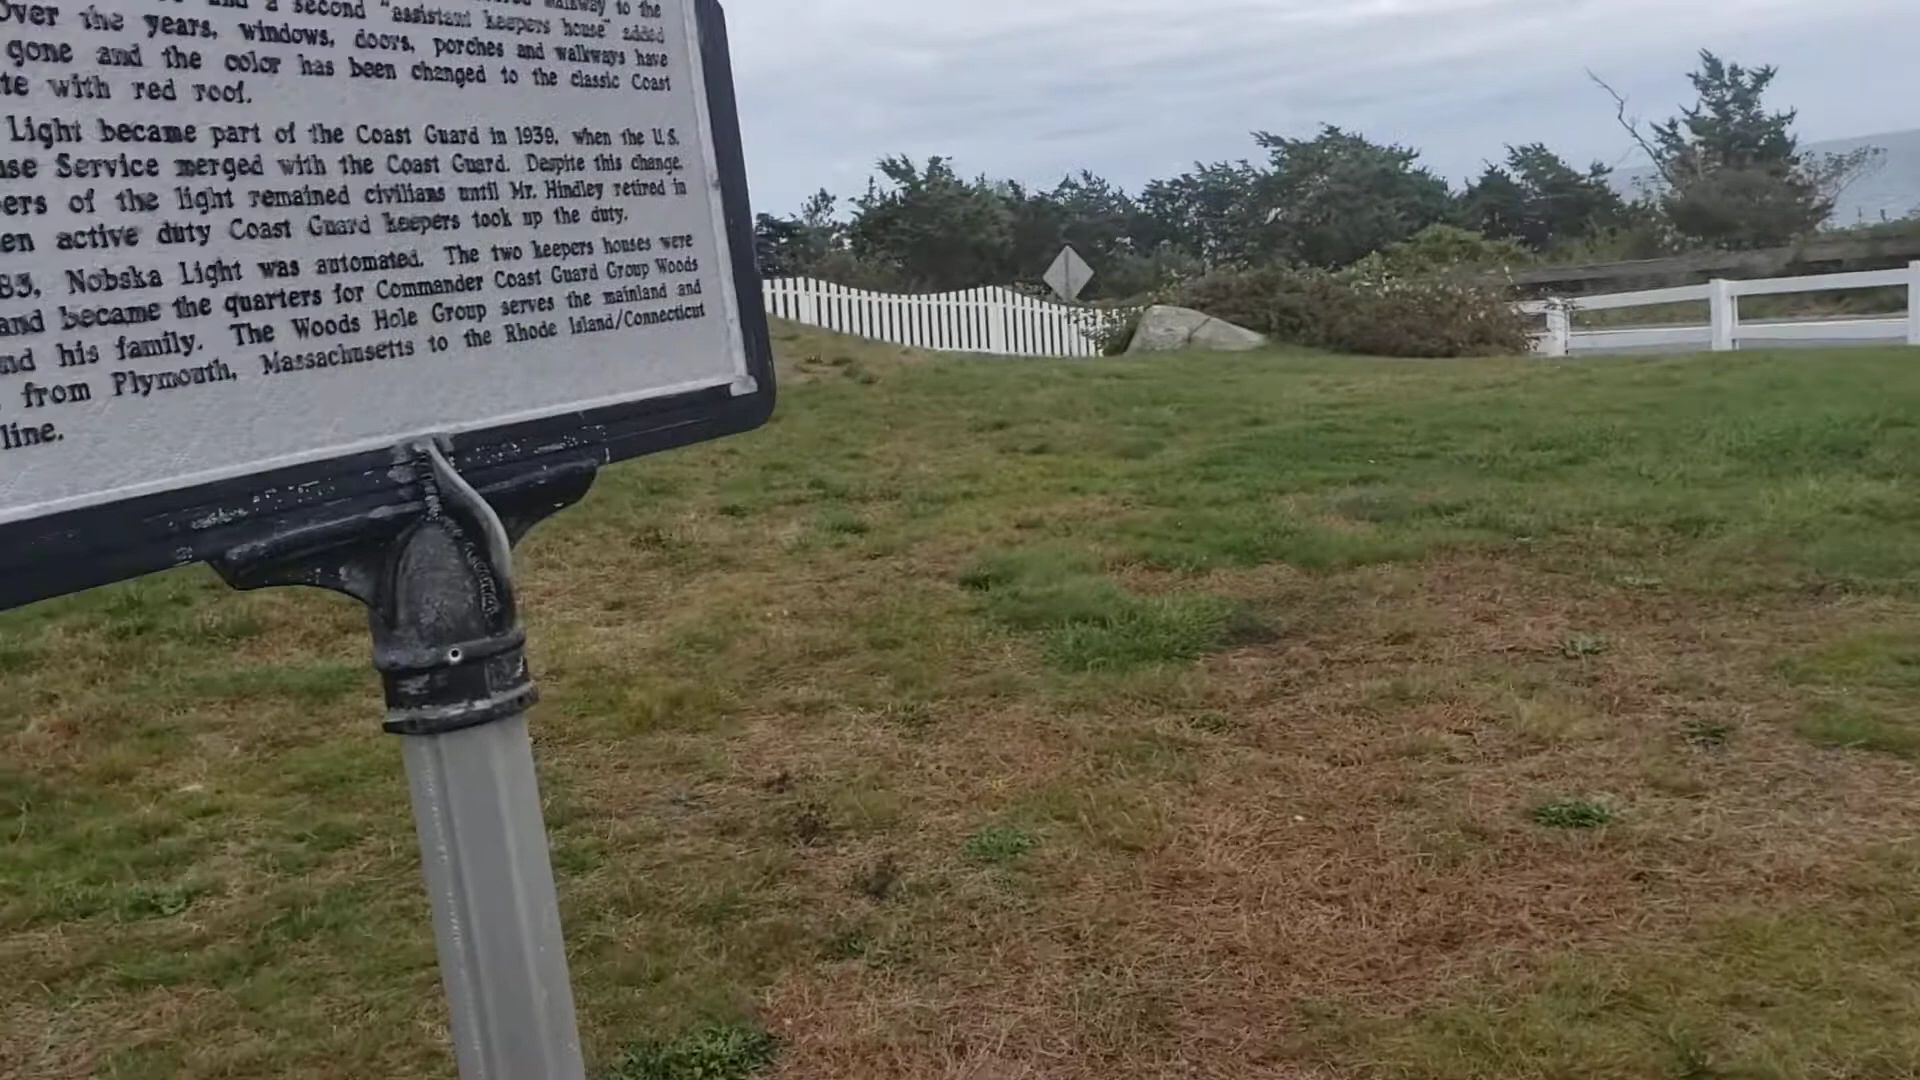 a second "assistant keepers house" added
Over the years, windows, doors, porches and walkways have
gone and the color has been changed to the classic Coast
te with red roof.
Light became part of the Coast Guard in 1939, when the U.S.
use Service merged with the Coast Guard. Despite this change,
ers of the light remained civilians until Mr. Hindley retired in
en active duty Coast Guard keepers took up the duty.
85, Nobska Light was automated. The two keepers houses were
and became the quarters for Commander Coast Guard Group Woods
nd his family. The Woods Hole Group serves the mainland and
from Plymouth, Massachusetts to the Rhode Island/Connecticut
line.